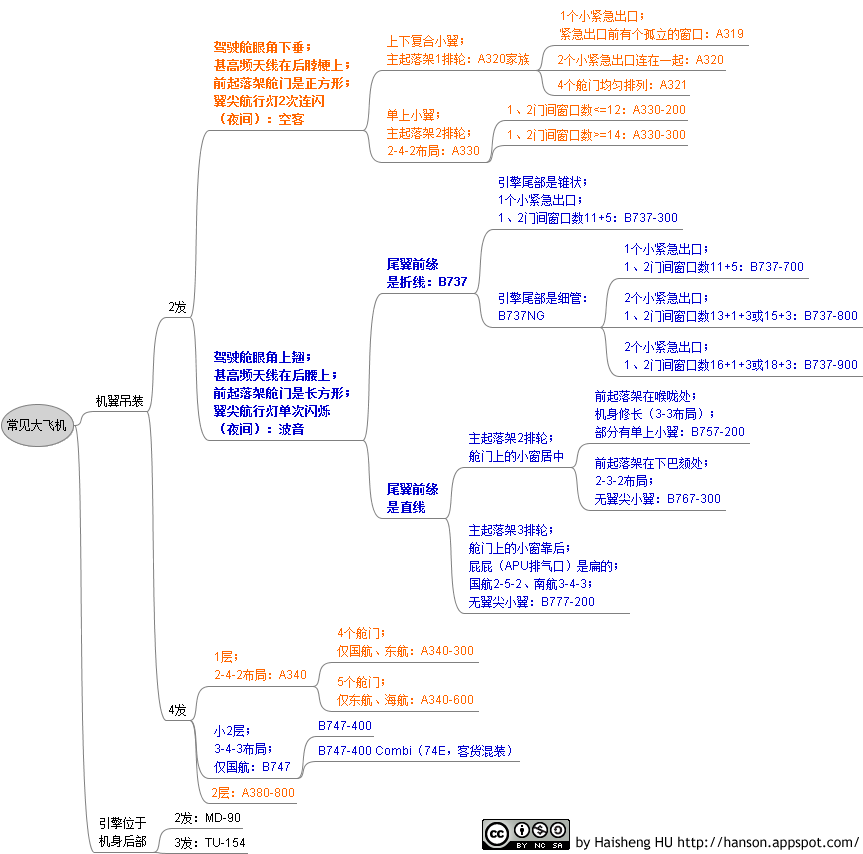 常见大飞机
机翼吊装
2发
驾驶舱眼角下垂；
甚高频天线在后脖梗上；
前起落架舱门是正方形；
翼尖航行灯2次连闪
（夜间）：空客
上下复合小翼；
主起落架1排轮：A320家族
1个小紧急出口；
紧急出口前有个孤立的窗口：A319
2个小紧急出口连在一起：A320
4个舱门均匀排列：A321
单上小翼；
主起落架2排轮；
2-4-2布局：A330
1、2门间窗口数<=12：A330-200
1、2门间窗口数>=14：A330-300
驾驶舱眼角上翘；
甚高频天线在后腰上；
前起落架舱门是长方形；
翼尖航行灯单次闪烁
（夜间）：波音
尾翼前缘
是折线：B737
引擎尾部是锥状；
1个小紧急出口；
1、2门间窗口数11+5：B737-300
引擎尾部是细管：
B737NG
1个小紧急出口；
1、2门间窗口数11+5：B737-700
2个小紧急出口；
1、2门间窗口数13+1+3或15+3：B737-800
2个小紧急出口；
1、2门间窗口数16+1+3或18+3：B737-900
尾翼前缘
是直线
主起落架2排轮；
舱门上的小窗居中
前起落架在喉咙处；
机身修长（3-3布局）；
部分有单上小翼：B757-200
前起落架在下巴颏处；
2-3-2布局；
无翼尖小翼：B767-300
主起落架3排轮；
舱门上的小窗靠后；
屁屁（APU排气口）是扁的；
国航2-5-2、南航3-4-3；
无翼尖小翼：B777-200
4发
1层；
2-4-2布局：A340
4个舱门；
仅国航、东航：A340-300
5个舱门；
仅东航、海航：A340-600
小2层；
3-4-3布局；
仅国航：B747
B747-400
B747-400 Combi（74E，客货混装）
2层：A380-800
引擎位于
机身后部
2发：MD-90
3发：TU-154
cc BY NC SA
by Haisheng HU http://hanson.appspot.com/